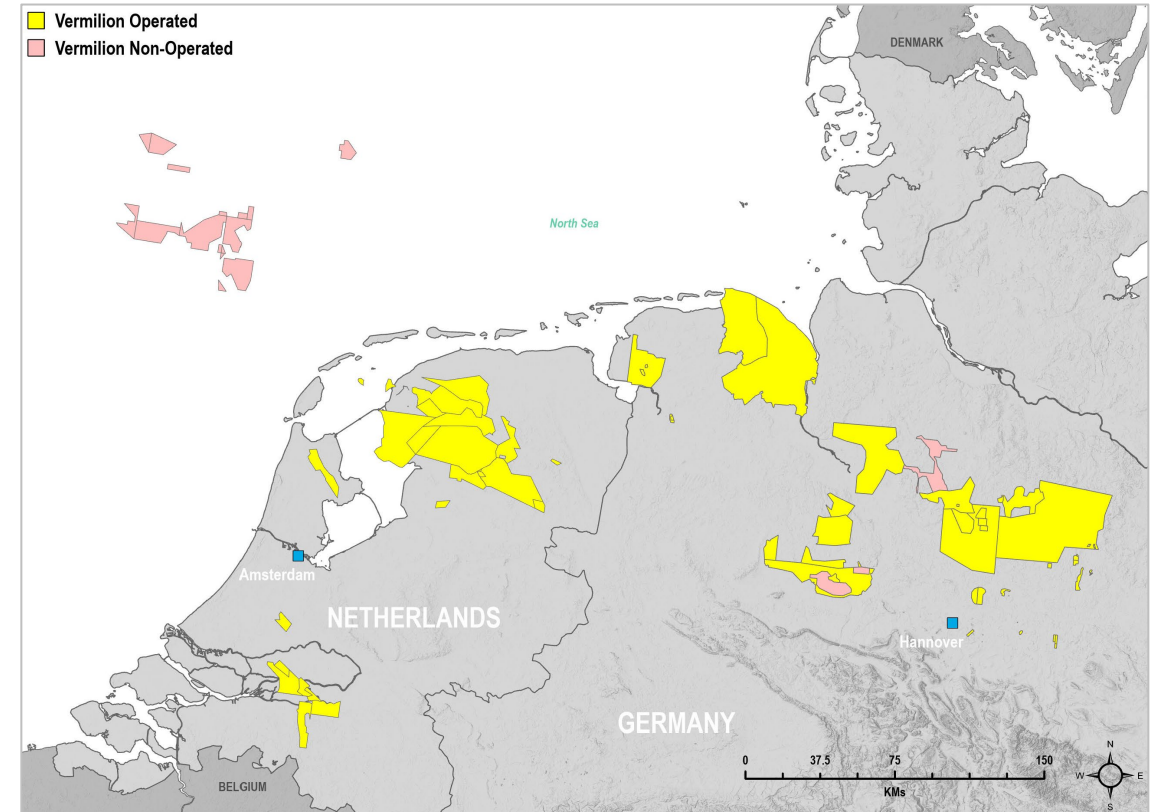 Vermilion Operated
Vermilion Non-Operated
DENMARK
North Sea
Amsterdam
NETHERLANDS
Hannover
GERMANY
BELGIUM
0 37.5 75 150
KMs
N
W E
S